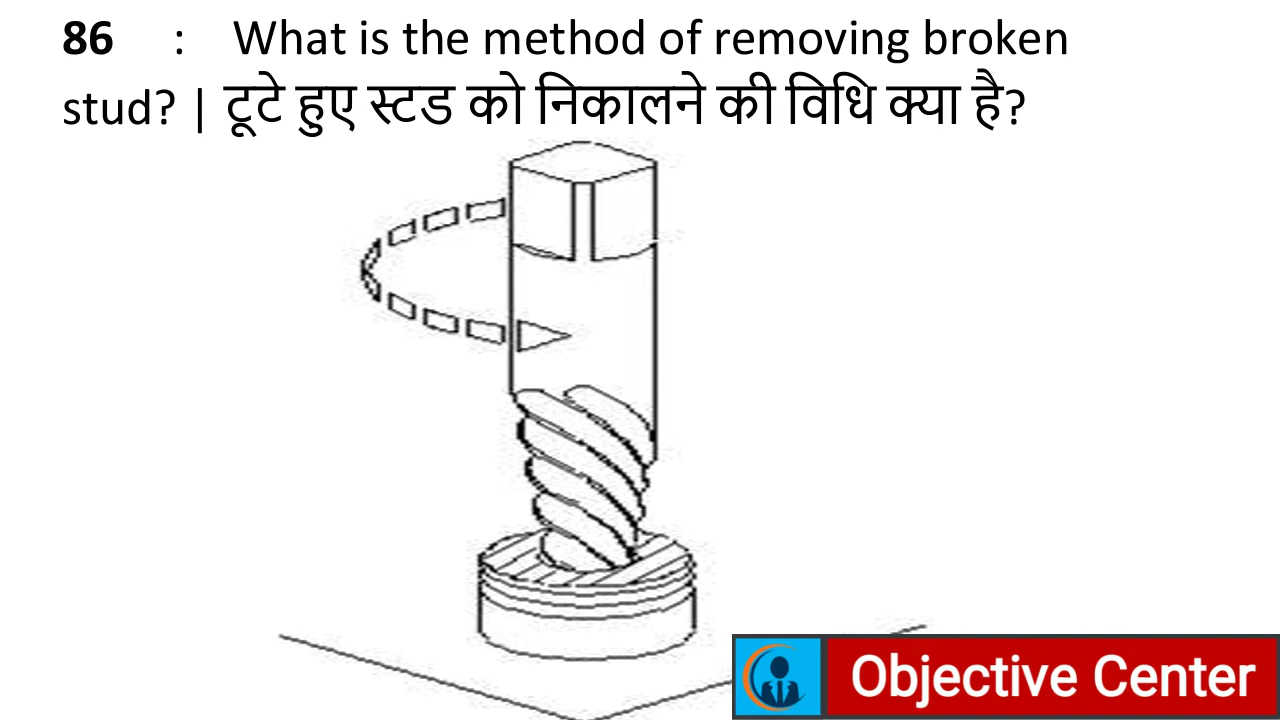 86 : What is the method of removing broken
stud? | टूटे हुए स्टड को निकालने की विधि क्या है?
Objective Center